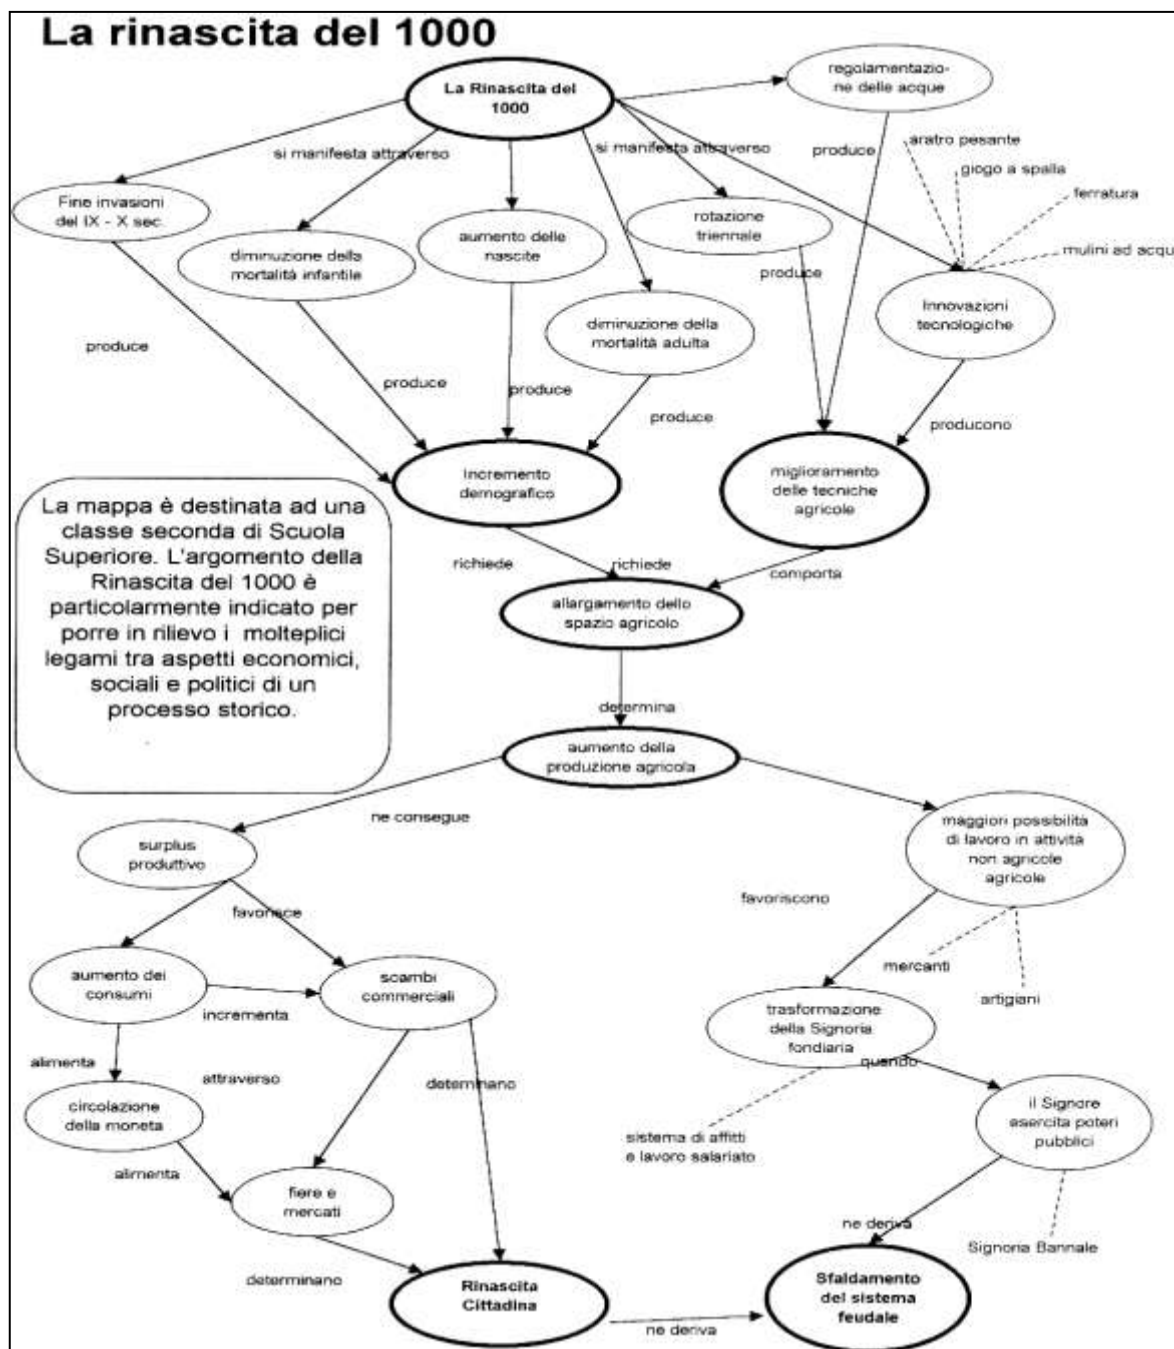 La rinascita del 1000
La Rinascita del
1000
regolamentazio-
ne delle acque
si manifesta attraverso
si manifesta attraverso
produce
aratro pesante
giogo a spalla
ferratura
mulini ad acqu
Fine invasioni
del IX - X sec.
diminuzione della
mortalità infantile
aumento delle
nascite
rotazione
triennale
produce
diminuzione della
mortalità adulta
Innovazioni
tecnologiche
produce
produce
produce
produce
producono
Incremento
demografico
miglioramento
delle tecniche
agricole
La mappa è destinata ad una
classe seconda di Scuola
Superiore. L'argomento della
Rinascita del 1000 è
particolarmente indicato per
porre in rilievo i molteplici
legami tra aspetti economici,
sociali e politici di un
processo storico.
richiede
richiede
comporta
allargamento dello
spazio agricolo
determina
aumento della
produzione agricola
ne consegue
surplus
produttivo
maggiori possibilità
di lavoro in attività
non agricole
agricole
favorisce
favoriscono
aumento dei
consumi
incrementa
scambi
commerciali
mercanti
artigiani
trasformazione
della Signoria
fondiaria
quando
alimenta
attraverso
determinano
circolazione
della moneta
il Signore
esercita poteri
pubblici
sistema di affitti
e lavoro salariato
alimenta
fiere e
mercati
ne deriva
Signoria Bannale
determinano
Rinascita
Cittadina
Sfaldamento
del sistema
feudale
ne deriva